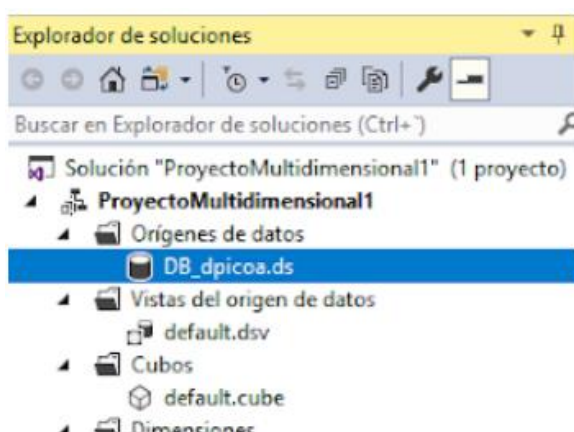 Explorador de soluciones
Buscar en Explorador de soluciones (Ctrl+¨)
Solución "ProyectoMultidimensional1" (1 proyecto)
ProyectoMultidimensional1
Orígenes de datos
DB_dpicoa.ds
Vistas del origen de datos
default.dsv
Cubos
default.cube
Dimensiones